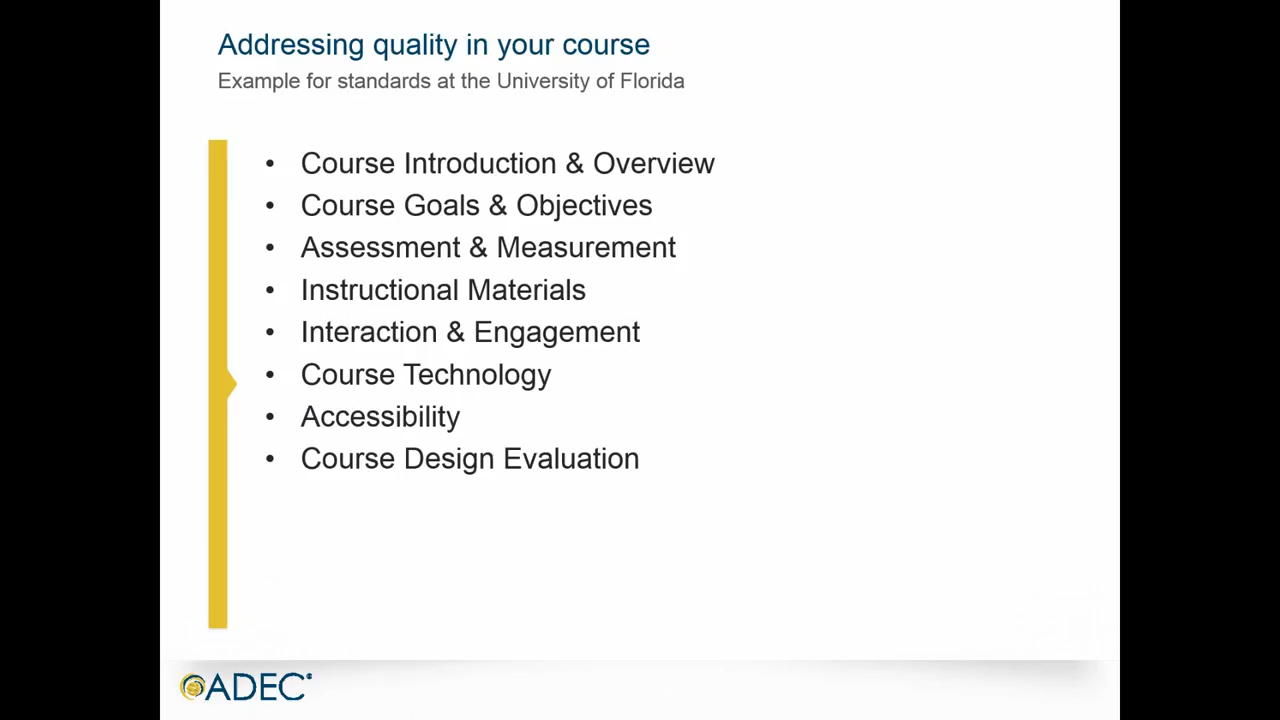 Addressing quality in your course
Example for standards at the University of Florida
• Course Introduction & Overview
• Course Goals & Objectives
• Assessment & Measurement
• Instructional Materials
• Interaction & Engagement
• Course Technology
• Accessibility
• Course Design Evaluation
ADEC